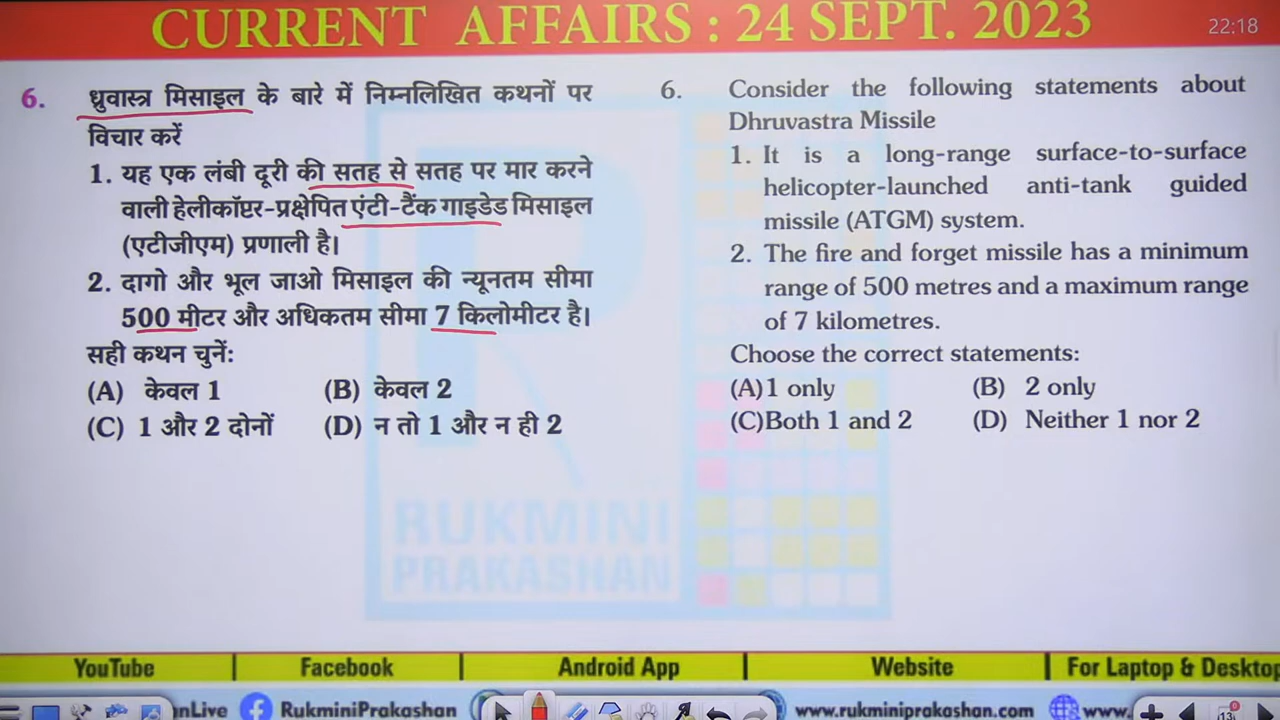 CURRENT AFFAIRS : 24 SEPT. 2023
22:18
6. ध्रुवास्त्र मिसाइल के बारे में निम्नलिखित कथनों पर
विचार करें
1. यह एक लंबी दूरी की सतह से सतह पर मार करने
वाली हेलीकॉप्टर-प्रक्षेपित एंटी-टैंक गाइडेड मिसाइल
(एटीजीएम) प्रणाली है।
2. दागो और भूल जाओ मिसाइल की न्यूनतम सीमा
500 मीटर और अधिकतम सीमा 7 किलोमीटर है।
सही कथन चुनें:
(A) केवल 1 (B) केवल 2
(C) 1 और 2 दोनों (D) न तो 1 और न ही 2
6. Consider the following statements about
Dhruvastra Missile
1. It is a long-range surface-to-surface
helicopter-launched anti-tank guided
missile (ATGM) system.
2. The fire and forget missile has a minimum
range of 500 metres and a maximum range
of 7 kilometres.
Choose the correct statements:
(A) 1 only (B) 2 only
(C) Both 1 and 2 (D) Neither 1 nor 2
RUKMINI
PRAKASHAN
YouTube Facebook Android App Website For Laptop & Deskto
nLive RukminiPrakashan www.rukminiprakashan.com www.